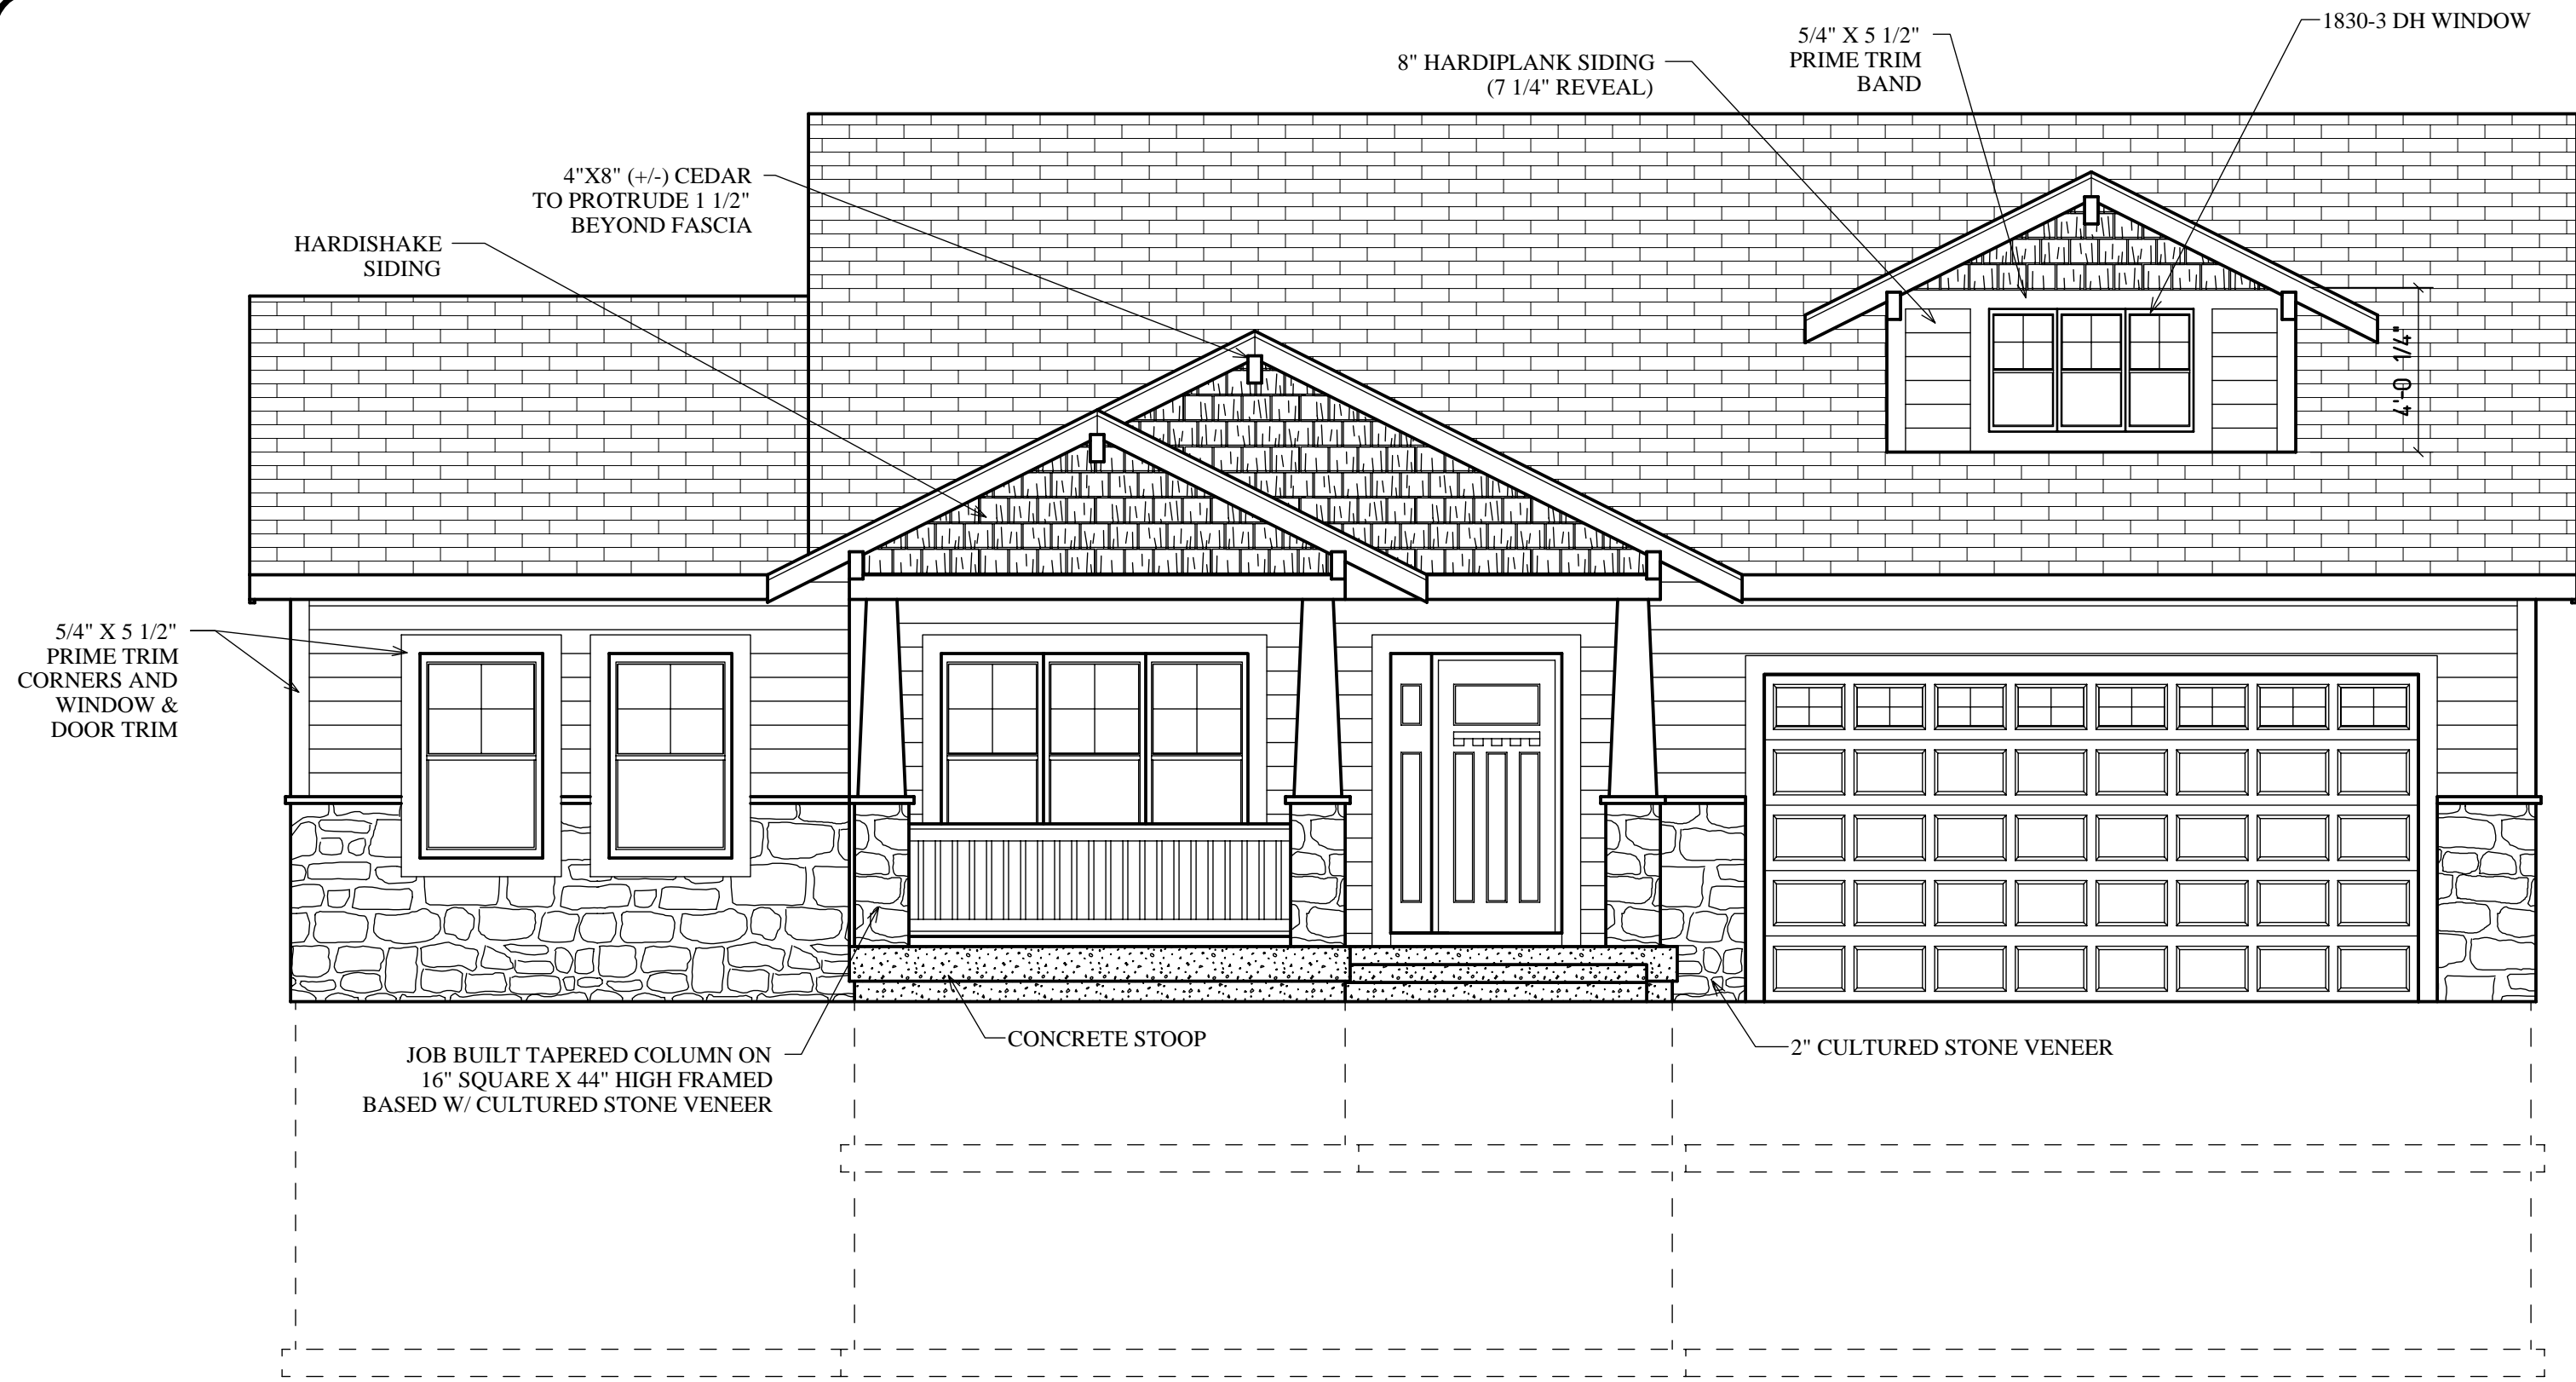 1830-3 DH WINDOW
5/4" X 5 1/2"
PRIME TRIM
BAND
8" HARDIPLANK SIDING
(7 1/4" REVEAL)
4"X8" (+/-) CEDAR
TO PROTRUDE 1 1/2"
BEYOND FASCIA
HARDISHAKE
SIDING
4'-0 1/4"
5/4" X 5 1/2"
PRIME TRIM
CORNERS AND
WINDOW &
DOOR TRIM
CONCRETE STOOP
JOB BUILT TAPERED COLUMN ON
16" SQUARE X 44" HIGH FRAMED
BASED W/ CULTURED STONE VENEER
2" CULTURED STONE VENEER